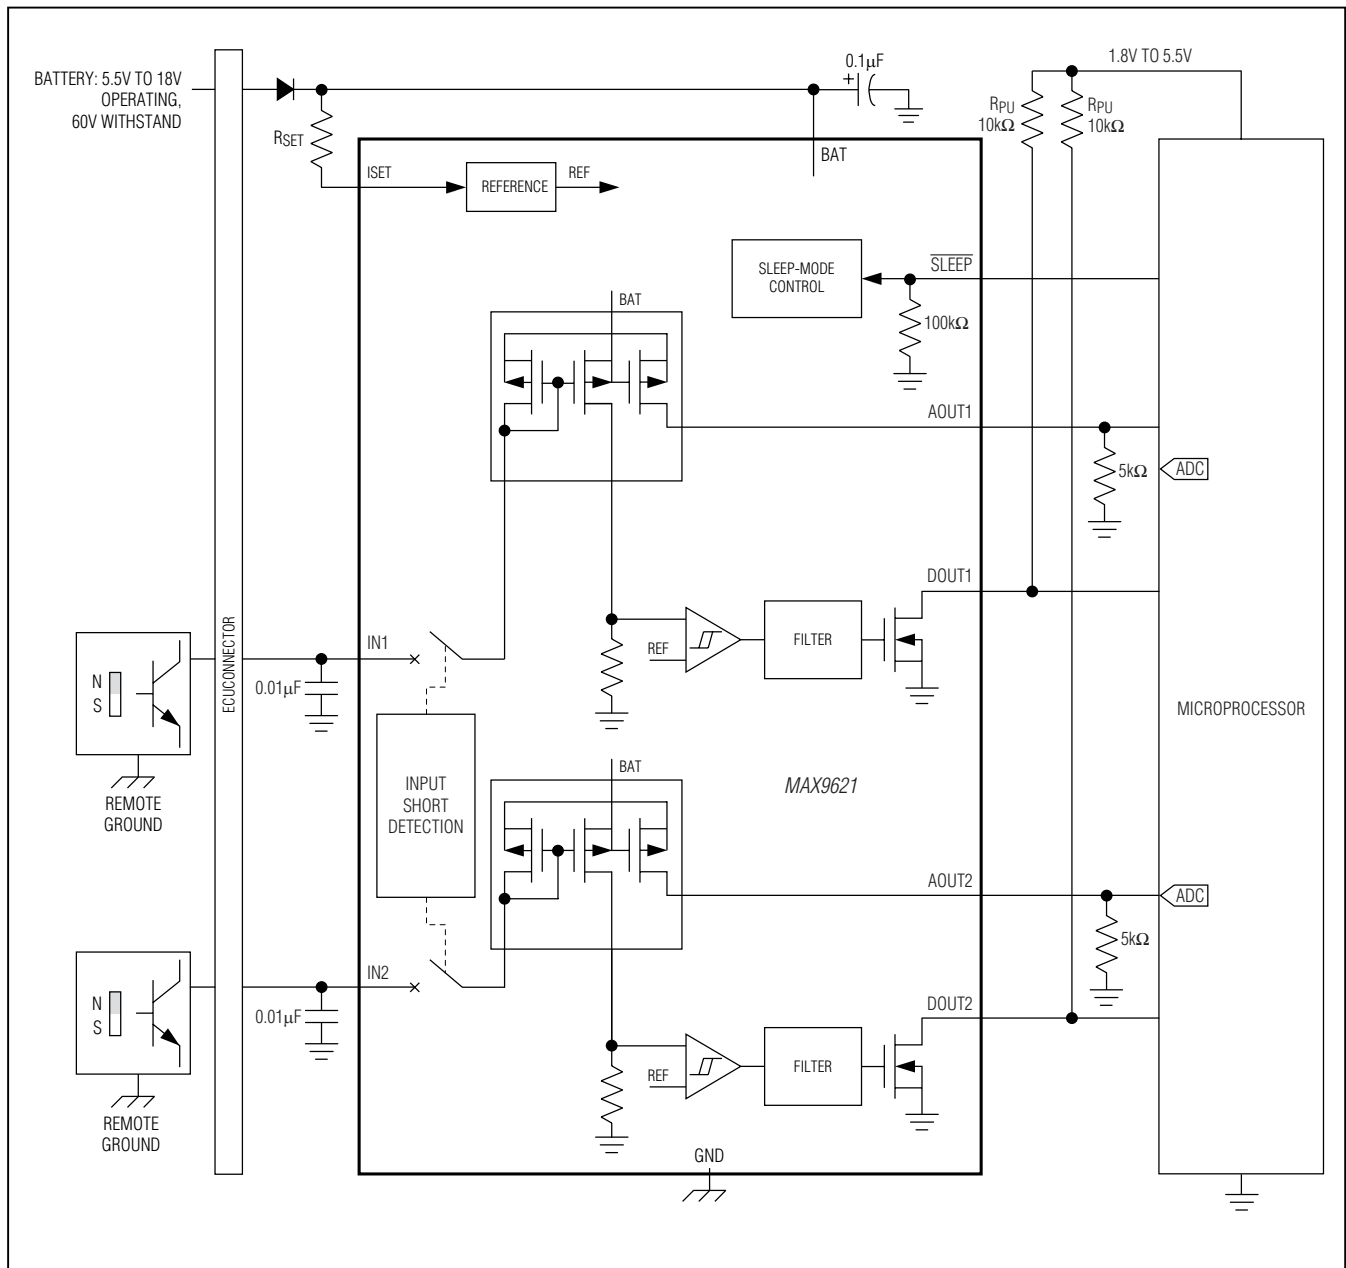 BATTERY: 5.5V TO 18V
OPERATING,
60V WITHSTAND
RSET
0.1µF
+
BAT
1.8V TO 5.5V
RPU
10kΩ
RPU
10kΩ
ISET
REFERENCE
REF
SLEEP-MODE
CONTROL
SLEEP
100kΩ
BAT
AOUT1
5kΩ
ADC
DOUT1
ECUCONNECTOR
N
S
REMOTE
GROUND
0.01µF
IN1
REF
FILTER
MICROPROCESSOR
INPUT
SHORT
DETECTION
BAT
MAX9621
AOUT2
ADC
5kΩ
N
S
REMOTE
GROUND
0.01µF
IN2
DOUT2
REF
FILTER
GND